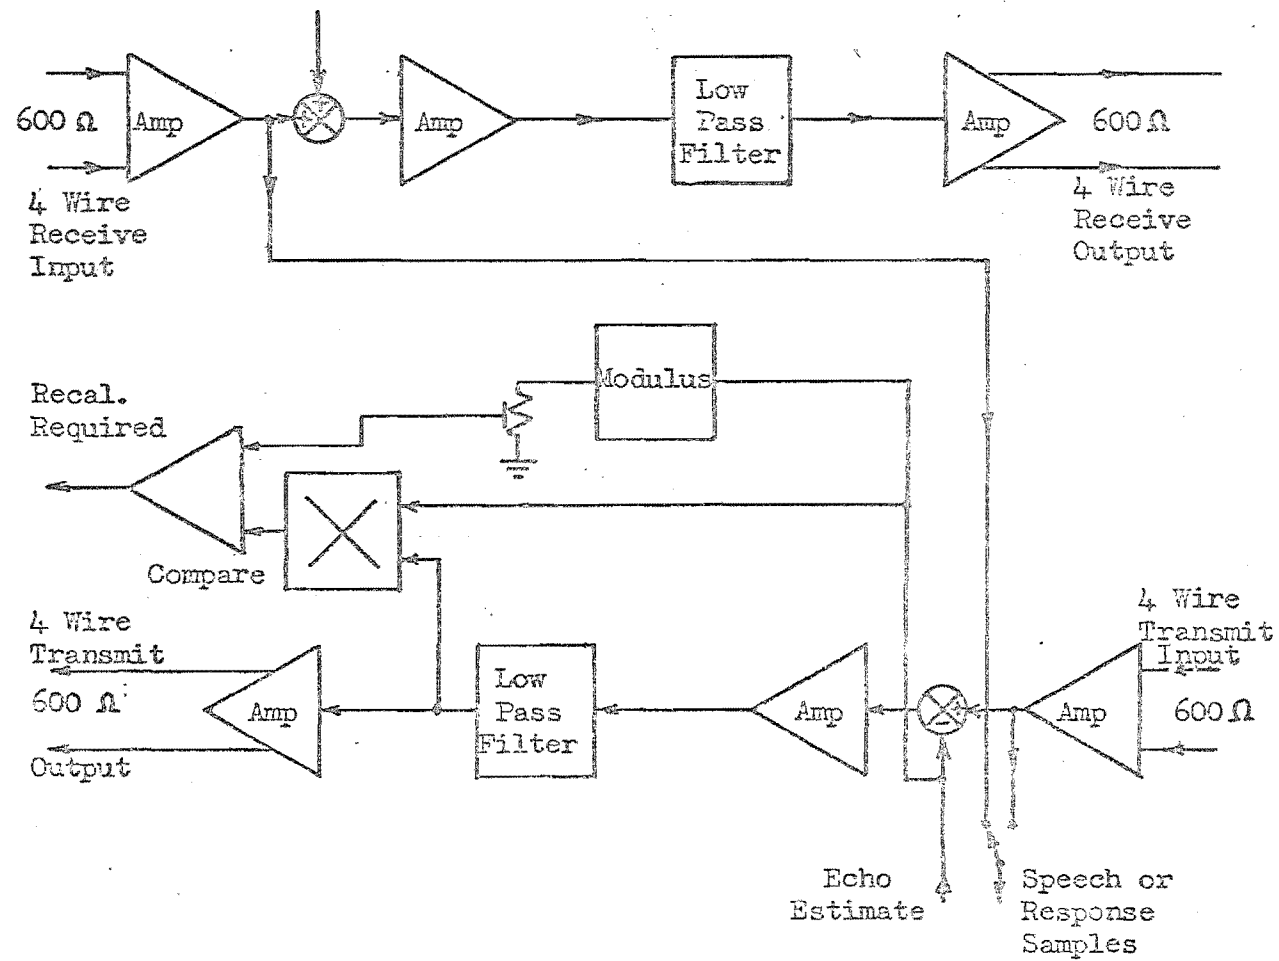 600 Ω
Amp
Amp
Low
Pass
Filter
Amp
600 Ω
4 Wire
Receive
Input
4 Wire
Receive
Output
Modulus
Recal.
Required
Compare
4 Wire
Transmit
600 Ω
Output
Amp
Low
Pass
Filter
Amp
Amp
4 Wire
Transmit
Input
600 Ω
Echo
Estimate
Speech or
Response
Samples